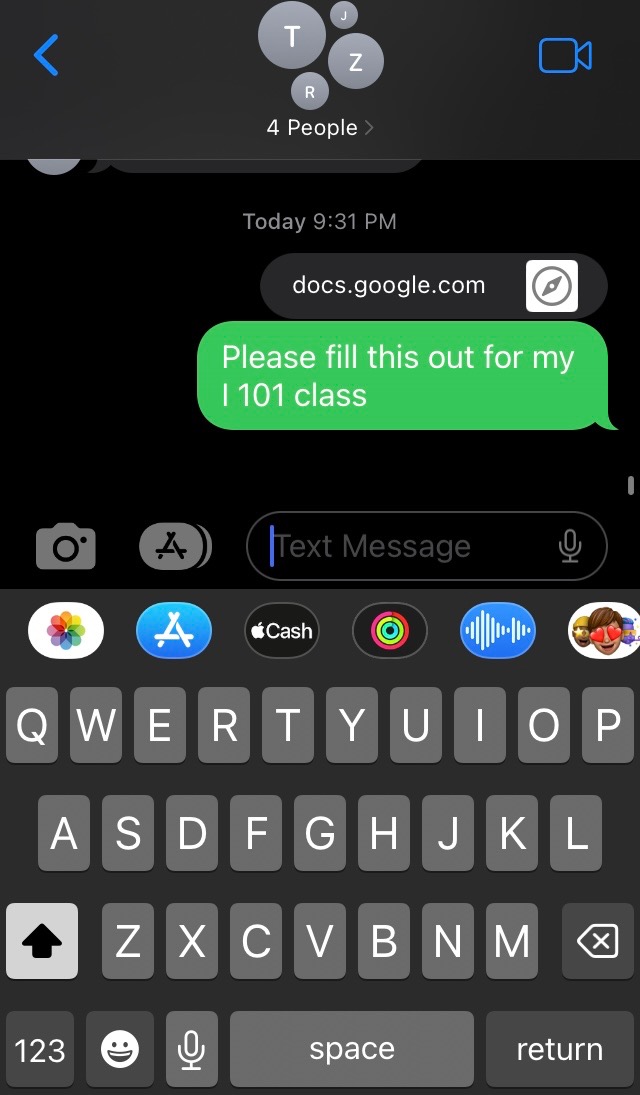 T
J
Z
R
4 People
Today 9:31 PM
docs.google.com
Please fill this out for my
I 101 class
Text Message
Cash
Q W E R T Y U I O P
A S D F G H J K L
Z X C V B N M
123 space return